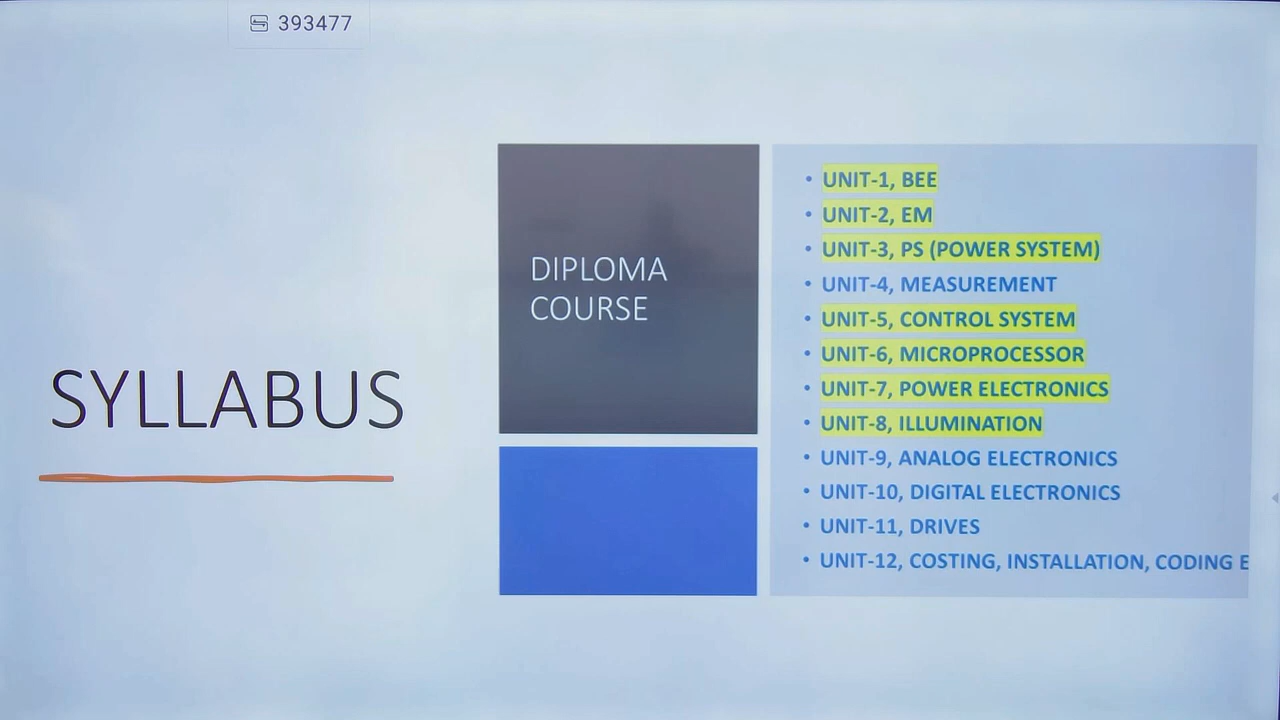 393477
SYLLABUS
DIPLOMA
COURSE
• UNIT-1, BEE
• UNIT-2, EM
• UNIT-3, PS (POWER SYSTEM)
• UNIT-4, MEASUREMENT
• UNIT-5, CONTROL SYSTEM
• UNIT-6, MICROPROCESSOR
• UNIT-7, POWER ELECTRONICS
• UNIT-8, ILLUMINATION
• UNIT-9, ANALOG ELECTRONICS
• UNIT-10, DIGITAL ELECTRONICS
• UNIT-11, DRIVES
• UNIT-12, COSTING, INSTALLATION, CODING E